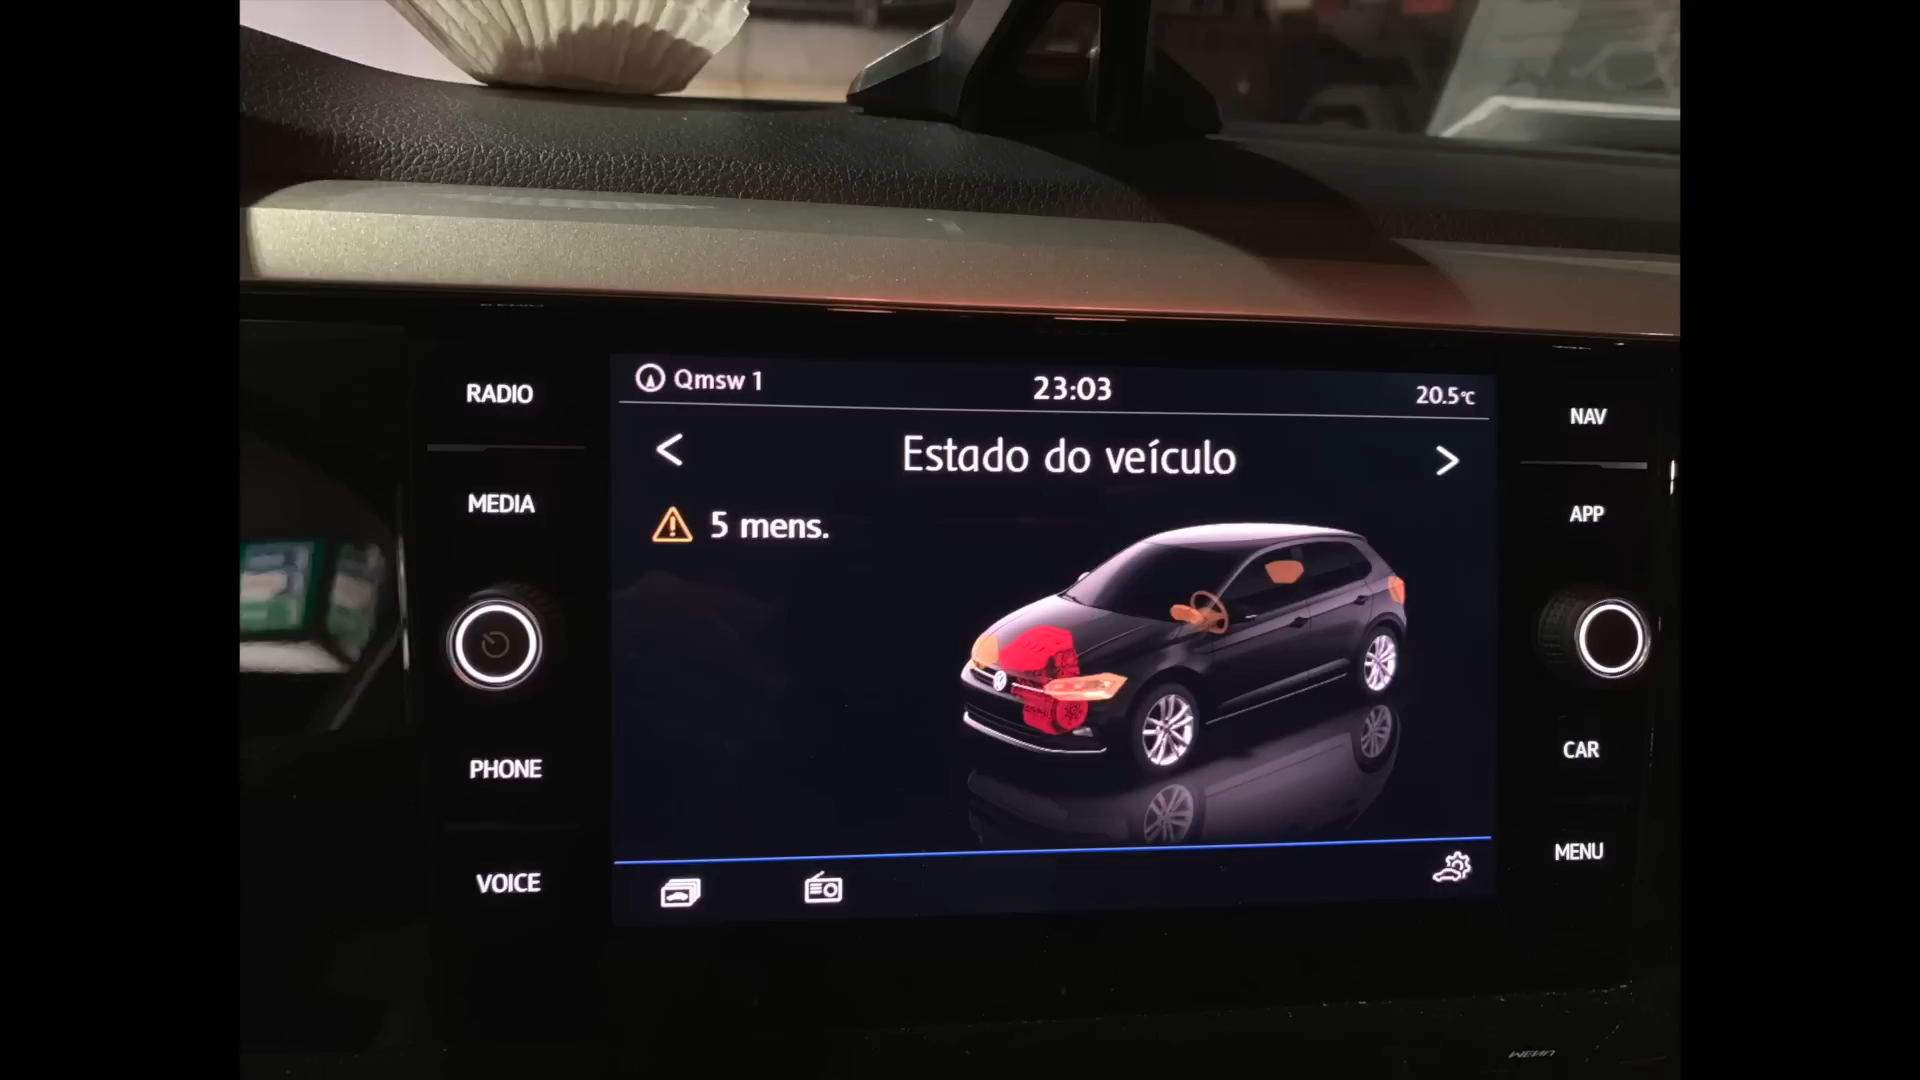 RADIO
MEDIA
PHONE
VOICE
Qmsw 1
23:03
20.5°C
< Estado do veículo >
5 mens.
NAV
APP
CAR
MENU